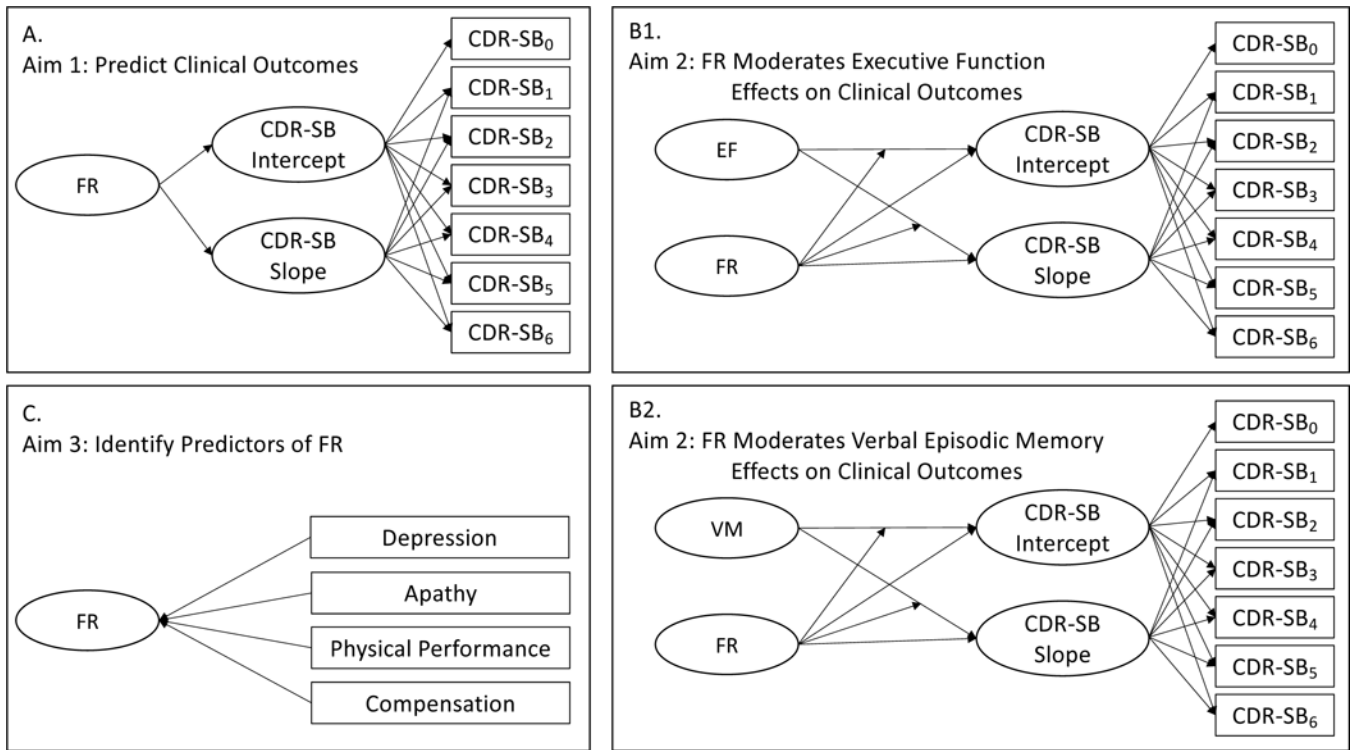 A.
Aim 1: Predict Clinical Outcomes
FR
CDR-SB
Intercept
CDR-SB
Slope
CDR-SB₀
CDR-SB₁
CDR-SB₂
CDR-SB₃
CDR-SB₄
CDR-SB₅
CDR-SB₆
B1.
Aim 2: FR Moderates Executive Function
Effects on Clinical Outcomes
EF
FR
CDR-SB
Intercept
CDR-SB
Slope
CDR-SB₀
CDR-SB₁
CDR-SB₂
CDR-SB₃
CDR-SB₄
CDR-SB₅
CDR-SB₆
C.
Aim 3: Identify Predictors of FR
FR
Depression
Apathy
Physical Performance
Compensation
B2.
Aim 2: FR Moderates Verbal Episodic Memory
Effects on Clinical Outcomes
VM
FR
CDR-SB
Intercept
CDR-SB
Slope
CDR-SB₀
CDR-SB₁
CDR-SB₂
CDR-SB₃
CDR-SB₄
CDR-SB₅
CDR-SB₆